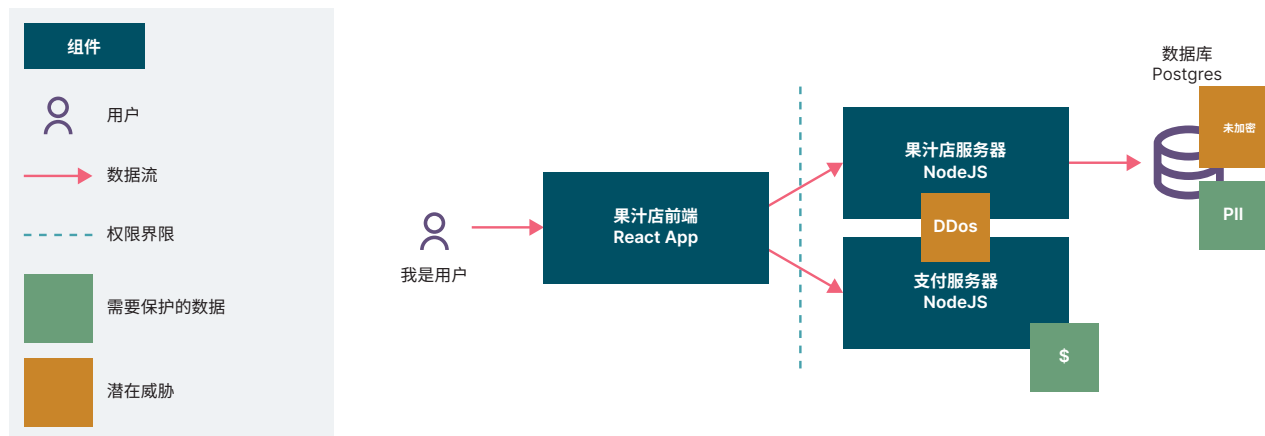 组件
用户
数据流
权限界限
需要保护的数据
潜在威胁
我是用户
果汁店前端
React App
果汁店服务器
NodeJS
DDos
支付服务器
NodeJS
$
数据库
Postgres
未加密
PII